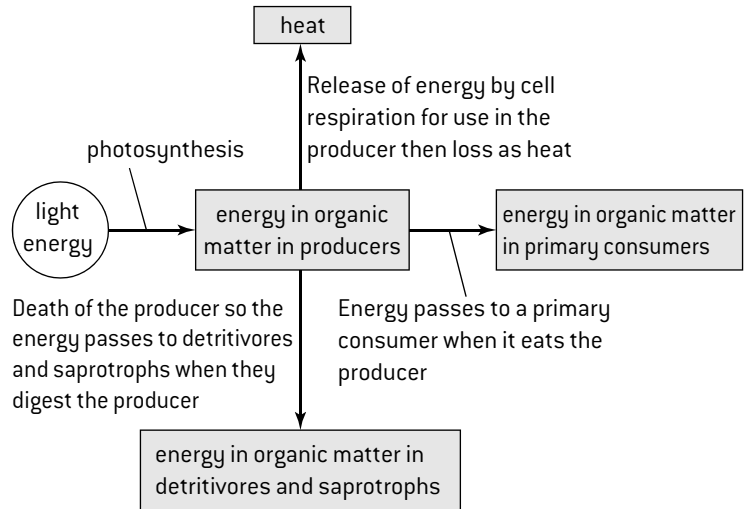 heat
Release of energy by cell
respiration for use in the
producer then loss as heat
photosynthesis
light
energy
energy in organic
matter in producers
energy in organic matter
in primary consumers
Death of the producer so the
energy passes to detritivores
and saprotrophs when they
digest the producer
Energy passes to a primary
consumer when it eats the
producer
energy in organic matter in
detritivores and saprotrophs